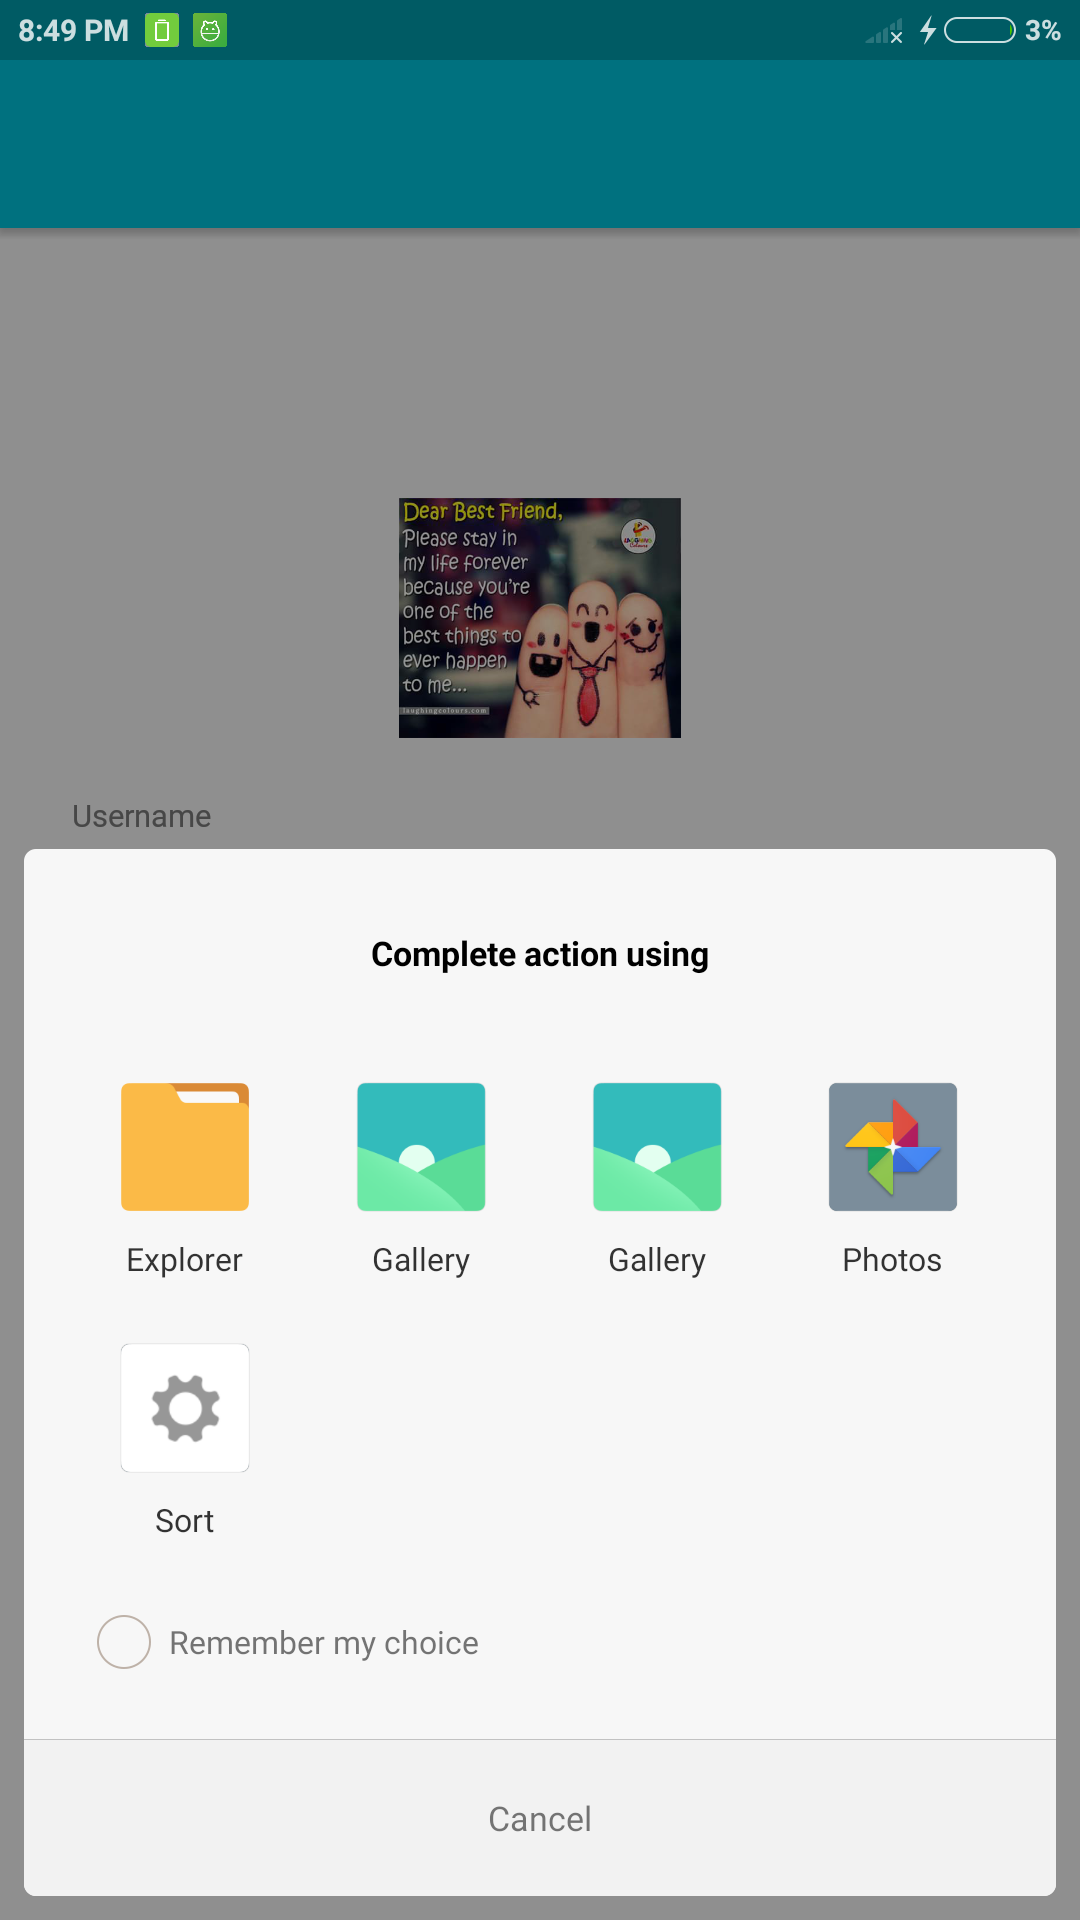 8:49 PM
3%
Dear Best Friend,
Please stay in
my life forever
because you're
one of the
best things to
ever happen
to me...
laughingcolours.com
Username
Complete action using
Explorer
Gallery
Gallery
Photos
Sort
Remember my choice
Cancel